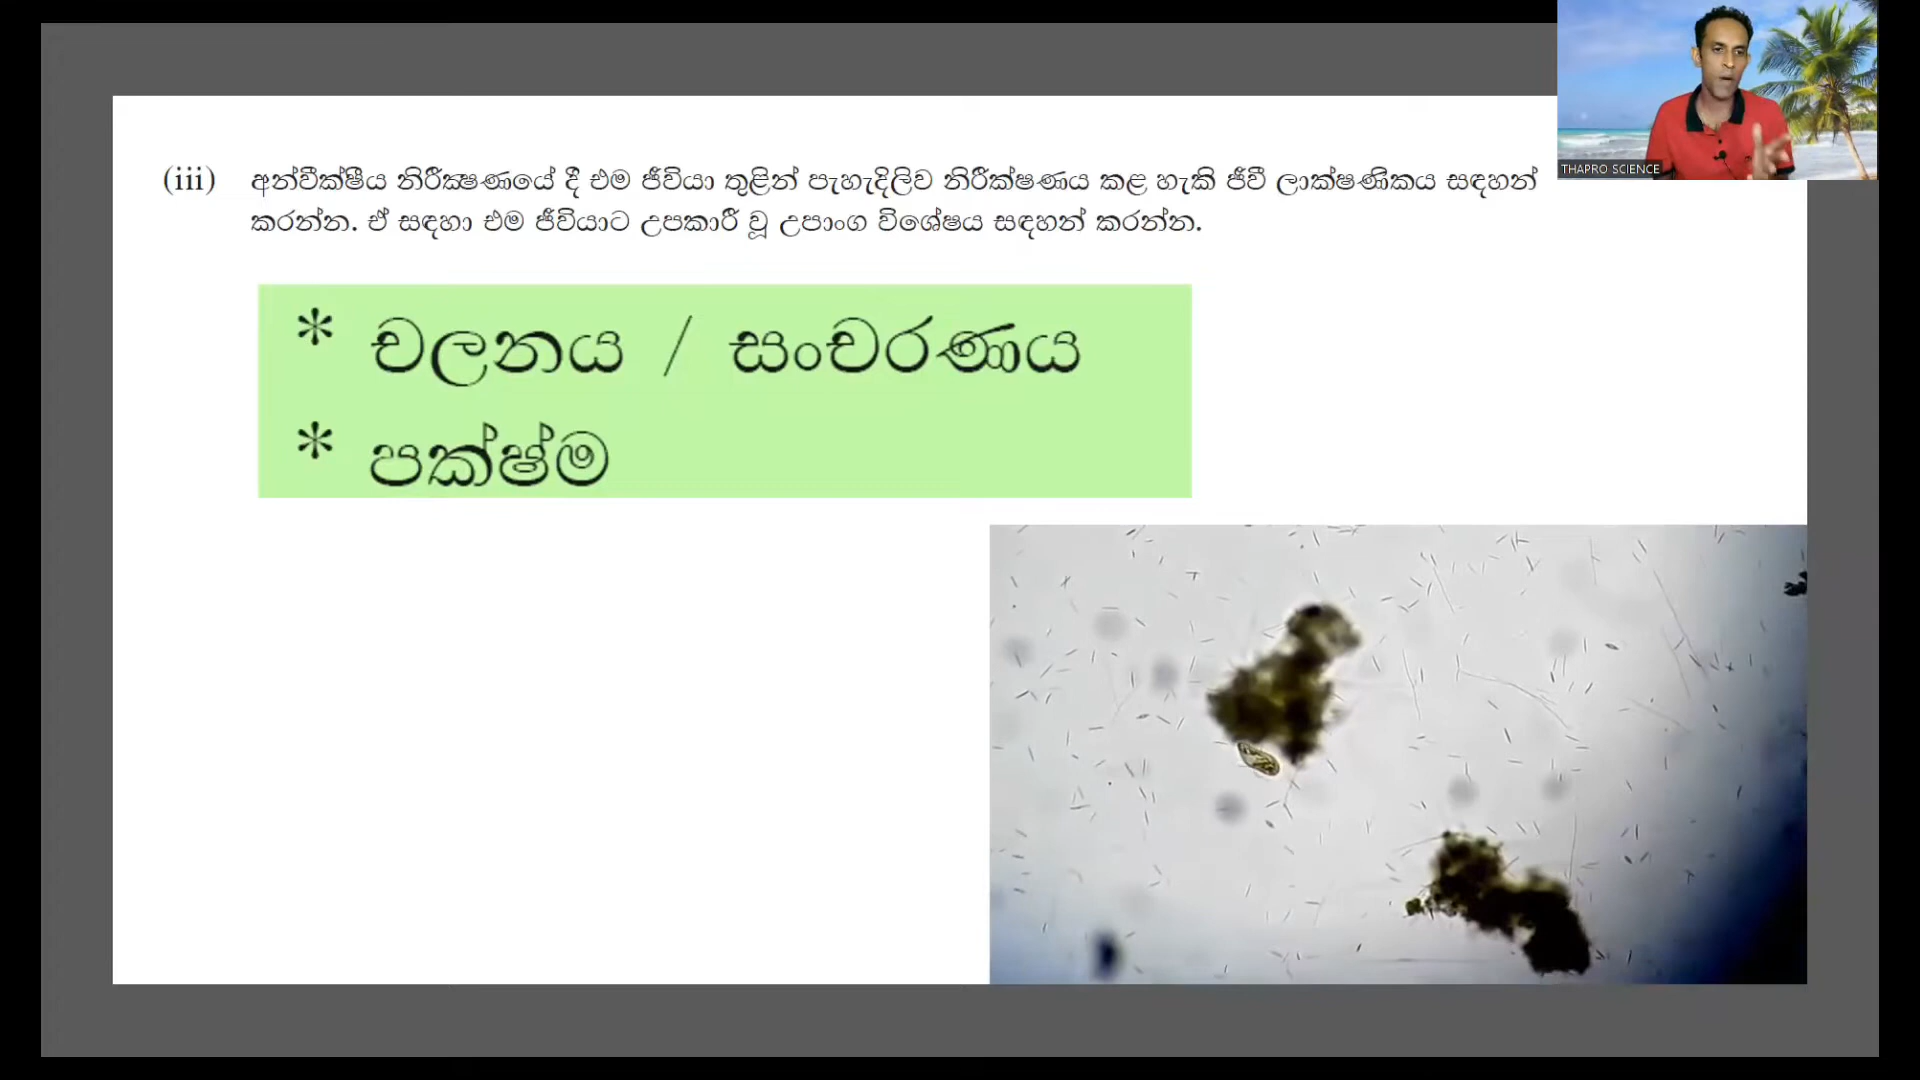 THAPRO SCIENCE
(iii) අන්වීක්ෂීය නිරීක්‍ෂණයේ දී එම ජීවියා තුළින් පැහැදිලිව නිරීක්ෂණය කළ හැකි ජීවී ලාක්ෂණිකය සඳහන්
කරන්න. ඒ සඳහා එම ජීවියාට උපකාරී වූ උපාංග විශේෂය සඳහන් කරන්න.
* චලනය / සංචරණය
* පක්ෂ්ම